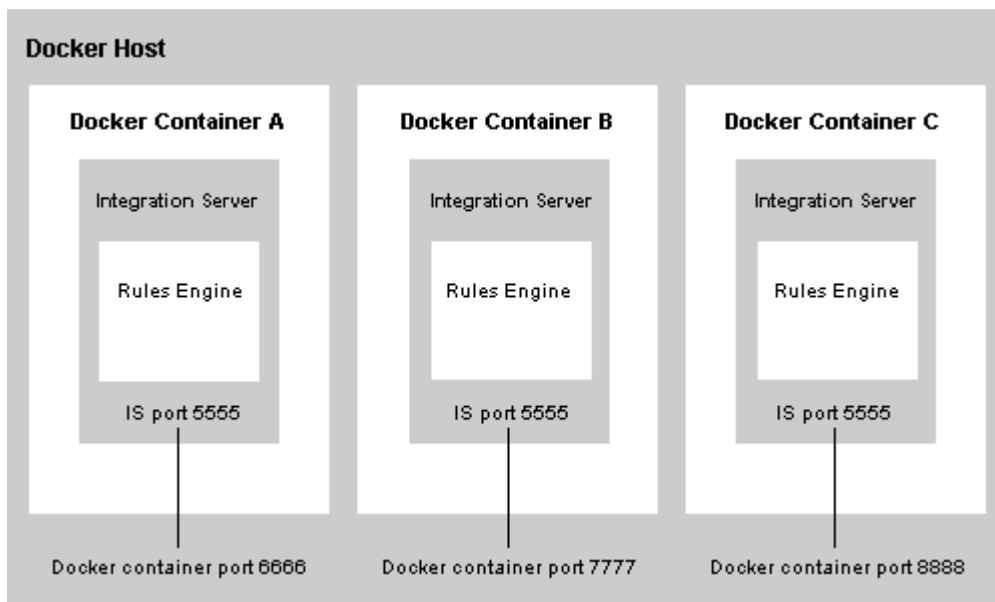 Docker Host
Docker Container A
Docker Container B
Docker Container C
Integration Server
Integration Server
Integration Server
Rules Engine
Rules Engine
Rules Engine
IS port 5555
IS port 5555
IS port 5555
Docker container port 6666
Docker container port 7777
Docker container port 8888